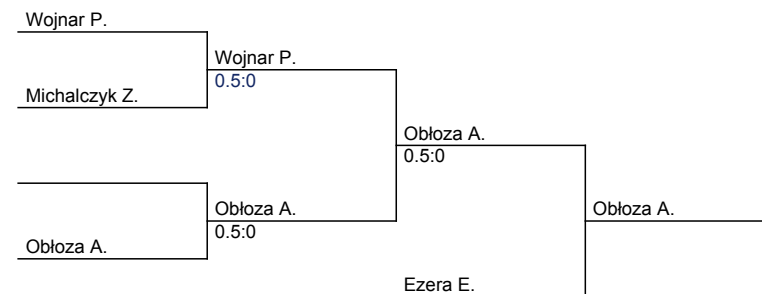 Wojnar P.
Wojnar P.
0.5:0
Michalczyk Z.
Obłoza A.
0.5:0
Obłoza A.
0.5:0
Obłoza A.
Obłoza A.
Ezera E.